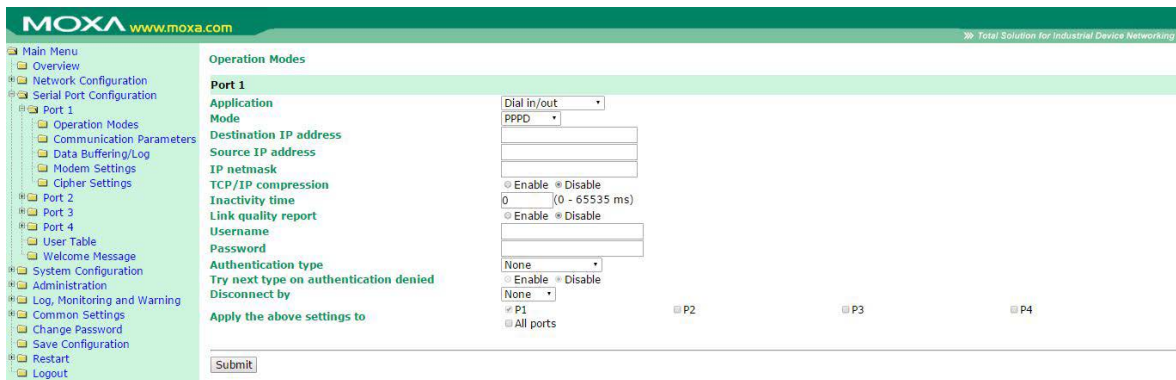 MOXA www.moxa.com
Total Solution for Industrial Device Networking
Main Menu
Overview
Network Configuration
Serial Port Configuration
Port 1
Operation Modes
Communication Parameters
Data Buffering/Log
Modem Settings
Cipher Settings
Port 2
Port 3
Port 4
User Table
Welcome Message
System Configuration
Administration
Log, Monitoring and Warning
Common Settings
Change Password
Save Configuration
Restart
Logout
Operation Modes
Port 1
Application Dial in/out
Mode PPPD
Destination IP address
Source IP address
IP netmask
TCP/IP compression Enable Disable
Inactivity time 0 (0 - 65535 ms)
Link quality report Enable Disable
Username
Password
Authentication type None
Try next type on authentication denied Enable Disable
Disconnect by None
Apply the above settings to P1 P2 P3 P4
All ports
Submit